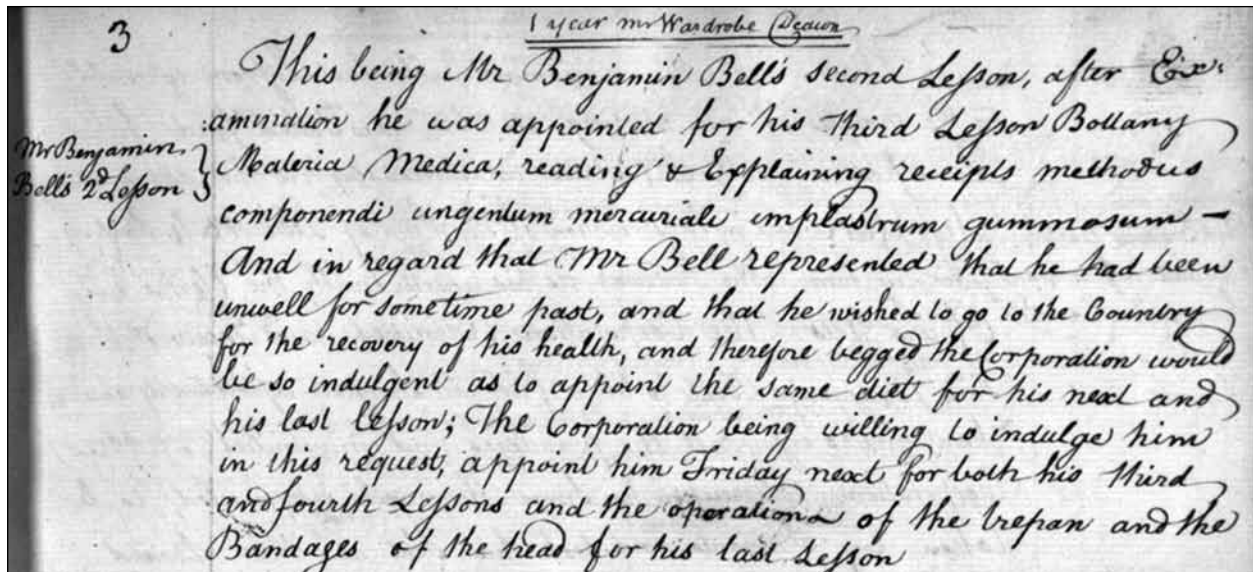 3
1 year Mr Wardrobe Deacon
This being Mr Benjamin Bell's second Lesson, after Ex:
:amination he was appointed for his third Lesson Bottany
Mr Benjamin
Bell's 2d Lesson
Materia Medica, reading & Explaining receipts methodus
componendi ungentum mercuriale emplastrum gummosum –
And in regard that Mr Bell represented that he had been
unwell for sometime past, and that he wished to go to the Country
for the recovery of his health, and therefore begged the Corporation would
be so indulgent as to appoint the same diet for his next and
his last lesson; The Corporation being willing to indulge him
in this request, appoint him Friday next for both his third
and fourth Lessons and the operations of the trepan and the
Bandages of the head for his last Lesson